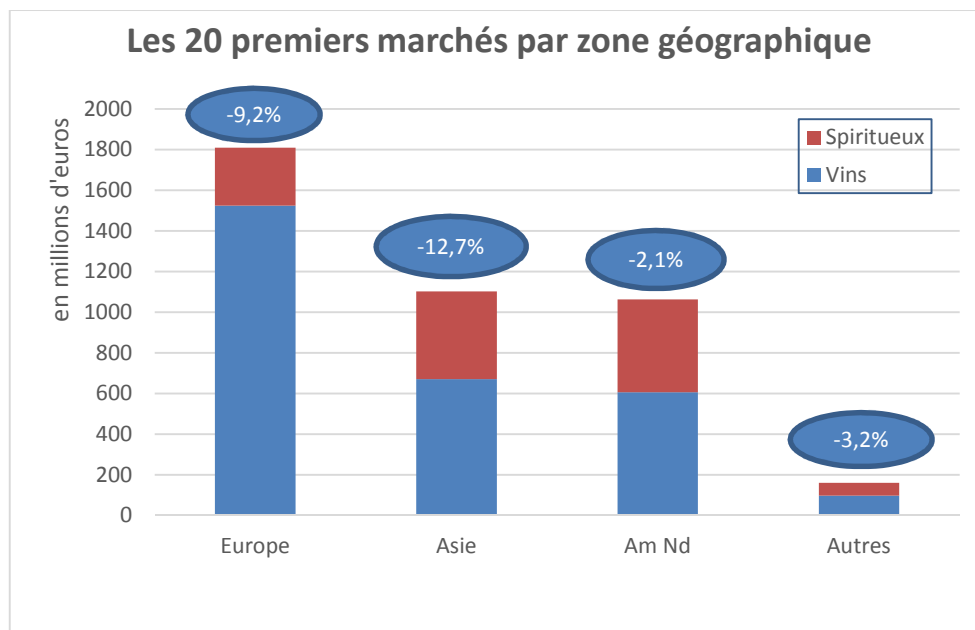 Les 20 premiers marchés par zone géographique
en millions d'euros
2000
1800
1600
1400
1200
1000
800
600
400
200
0
-9,2%
-12,7%
-2,1%
-3,2%
Spiritueux
Vins
Europe
Asie
Am Nd
Autres